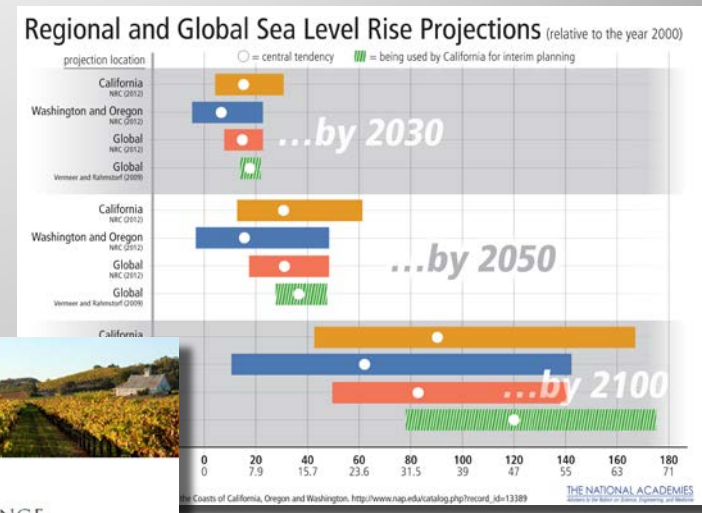 Regional and Global Sea Level Rise Projections (relative to the year 2000)
projection location
= central tendency
= being used by California for interim planning
California
NRC (2012)
Washington and Oregon
NRC (2012)
Global
NRC (2012)
Global
Vermeer and Rahmstorf (2009)
...by 2030
California
NRC (2012)
Washington and Oregon
NRC (2012)
Global
NRC (2012)
Global
Vermeer and Rahmstorf (2009)
...by 2050
California
...by 2100
0 20 40 60 80 100 120 140 160 180
0 7.9 15.7 23.6 31.5 39 47 55 63 71
the Coasts of California, Oregon and Washington. http://www.nap.edu/catalog.php?record_id=13389
THE NATIONAL ACADEMIES